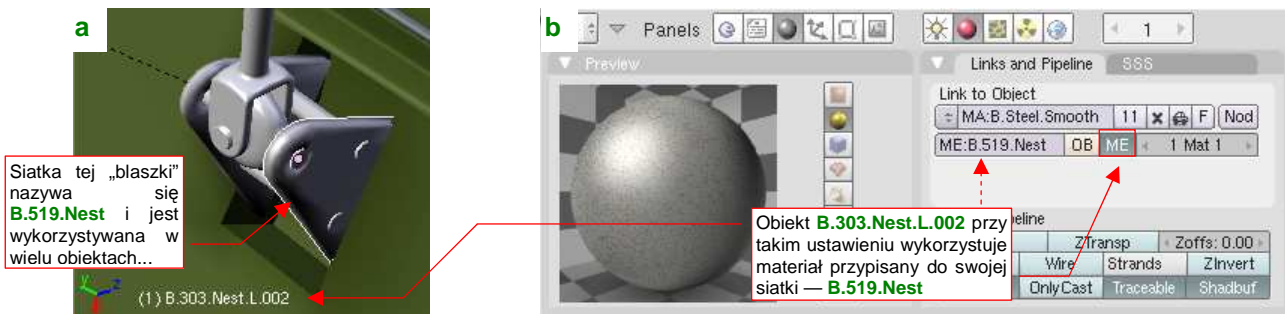 a
Siatka tej „blaszki”
nazywa się
B.519.Nest i jest
wykorzystywana w
wielu obiektach...
(1) B.303.Nest.L.002
b
Panels
1
Preview
Links and Pipeline SSS
Link to Object
MA:B.Steel.Smooth 11 F Nod
ME:B.519.Nest OB ME 1 Mat 1
Obiekt B.303.Nest.L.002 przy
takim ustawieniu wykorzystuje
materiał przypisany do swojej
siatki — B.519.Nest
ZTransp Zoffs: 0.00
Wire Strands ZInvert
OnlyCast Traceable Shadbuf